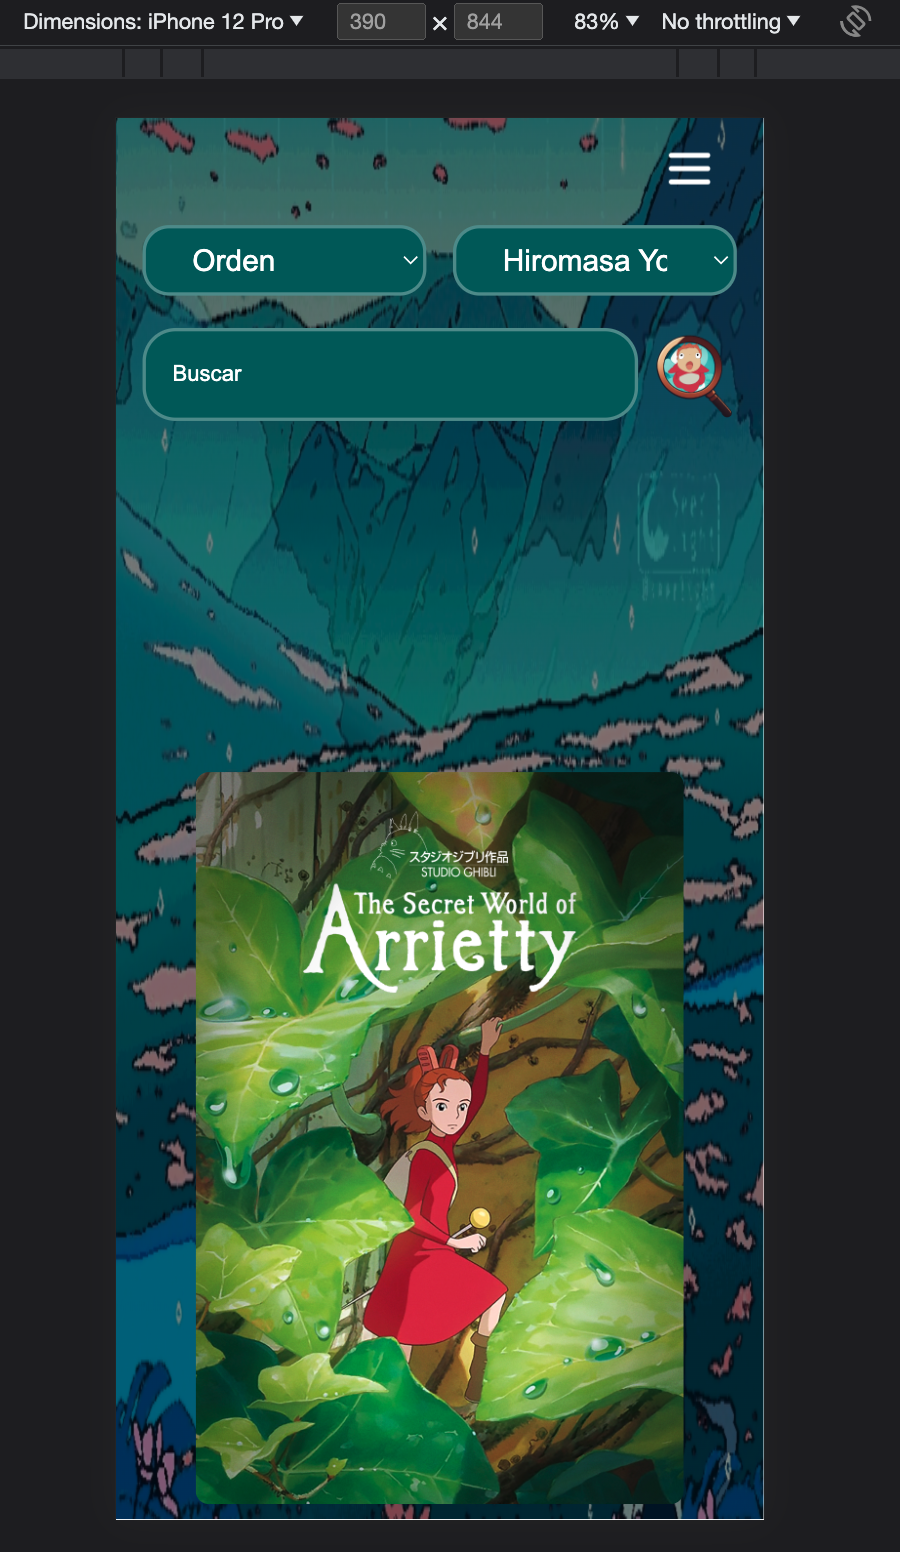 Dimensions: iPhone 12 Pro ▼ 390 × 844 83% ▼ No throttling ▼
Orden Hiromasa Yo
Buscar
スタジオジブリ作品
STUDIO GHIBLI
The Secret World of
Arrietty